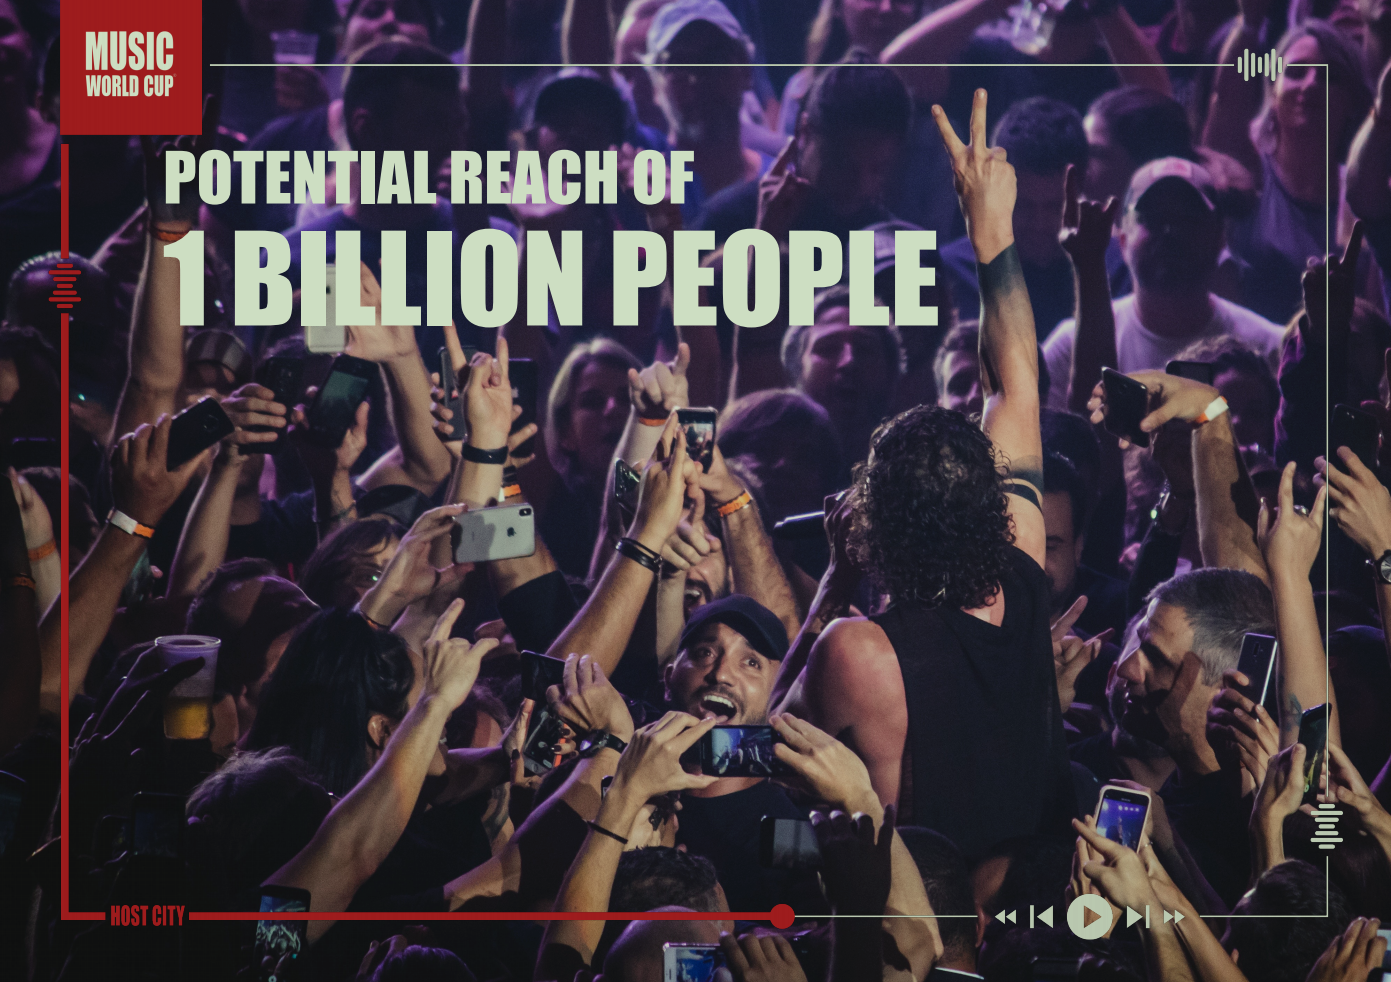 MUSIC
WORLD CUP
POTENTIAL REACH OF
1 BILLION PEOPLE
HOST CITY